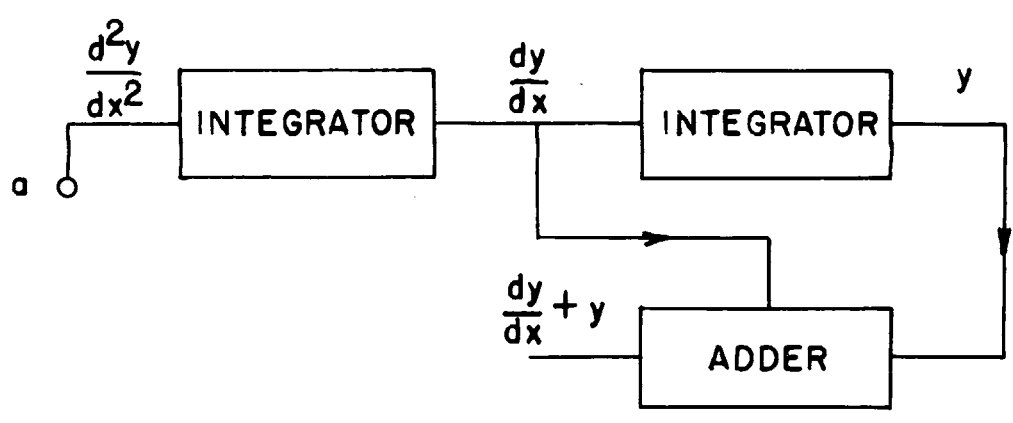 d²y/dx²
INTEGRATOR
dy/dx
INTEGRATOR
y
a
dy/dx + y
ADDER